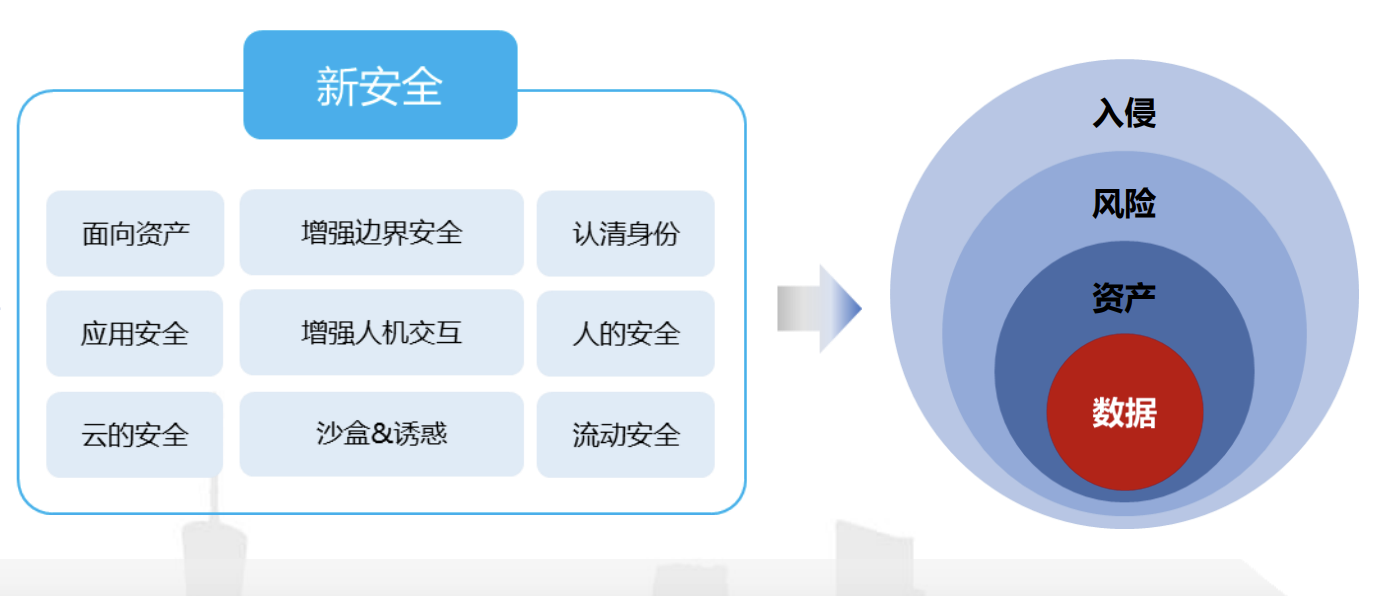 新安全
面向资产
增强边界安全
认清身份
应用安全
增强人机交互
人的安全
云的安全
沙盒&诱惑
流动安全
入侵
风险
资产
数据